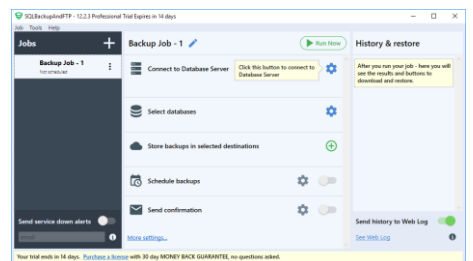 SQLBackupAndFTP - 12.2.3 Professional Trial Expires in 14 days
Job Tools Help
Jobs
Backup Job - 1
Not scheduled
Send service down alerts
email
Backup Job - 1
Run Now
Connect to Database Server
Click this button to connect to
Database Server
Select databases
Store backups in selected destinations
Schedule backups
Send confirmation
More settings...
History & restore
After you run your job - here you will
see the results and buttons to
download and restore.
Send history to Web Log
See Web Log
Your trial ends in 14 days. Purchase a license with 30 day MONEY BACK GUARANTEE, no questions asked.